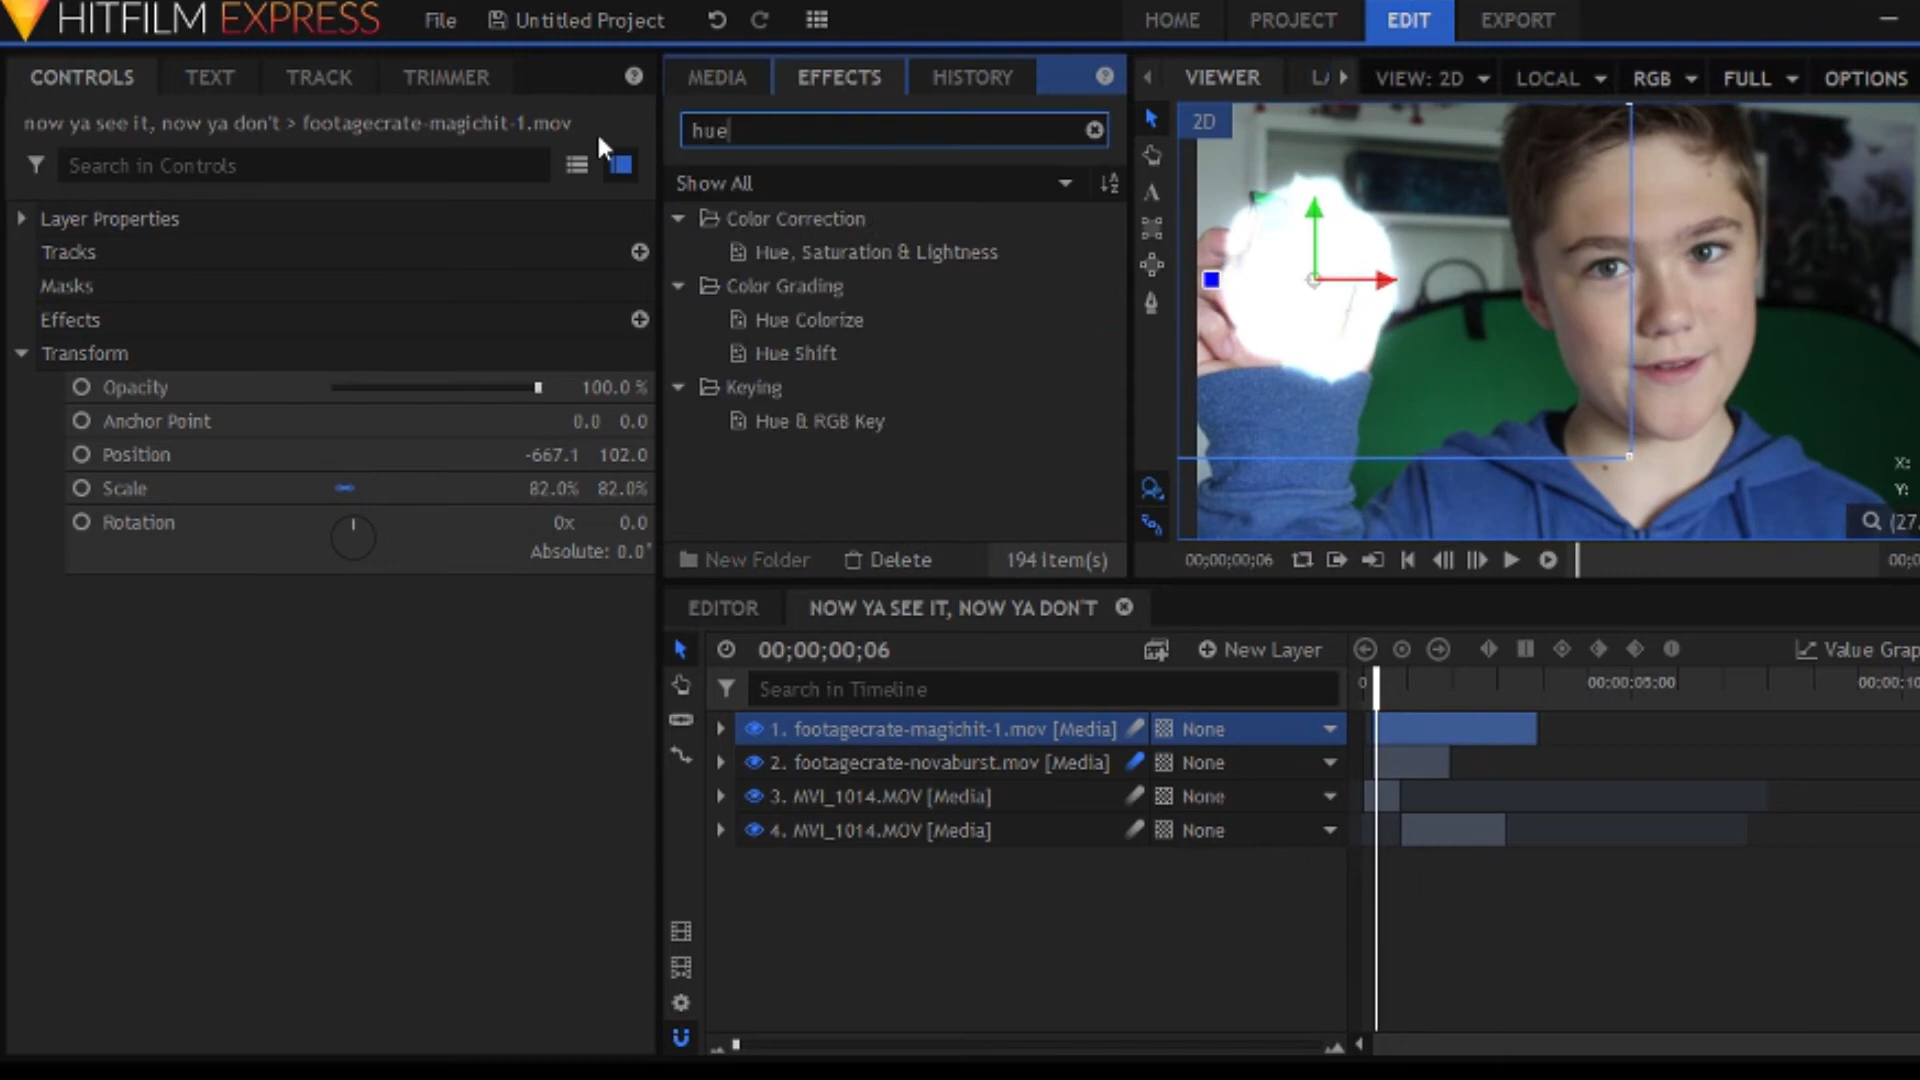 HITFILM EXPRESS File Untitled Project HOME PROJECT EDIT EXPORT
CONTROLS TEXT TRACK TRIMMER
now ya see it, now ya don't > footagecrate-magichit-1.mov
Search in Controls
Layer Properties
Tracks
Masks
Effects
Transform
Opacity 100.0 %
Anchor Point 0.0 0.0
Position -667.1 102.0
Scale 82.0% 82.0%
Rotation 0x 0.0
Absolute: 0.0°
MEDIA EFFECTS HISTORY
hue
Show All
Color Correction
Hue, Saturation & Lightness
Color Grading
Hue Colorize
Hue Shift
Keying
Hue & RGB Key
New Folder Delete 194 item(s)
VIEWER VIEW: 2D LOCAL RGB FULL OPTIONS
2D
X:
Y:
(27.
00;00;00;06
EDITOR NOW YA SEE IT, NOW YA DON'T
00;00;00;06 New Layer Value Grap
Search in Timeline
0 00:00:05:00 00:00:10
1. footagecrate-magichit-1.mov [Media] None
2. footagecrate-novaburst.mov [Media] None
3. MVI_1014.MOV [Media] None
4. MVI_1014.MOV [Media] None